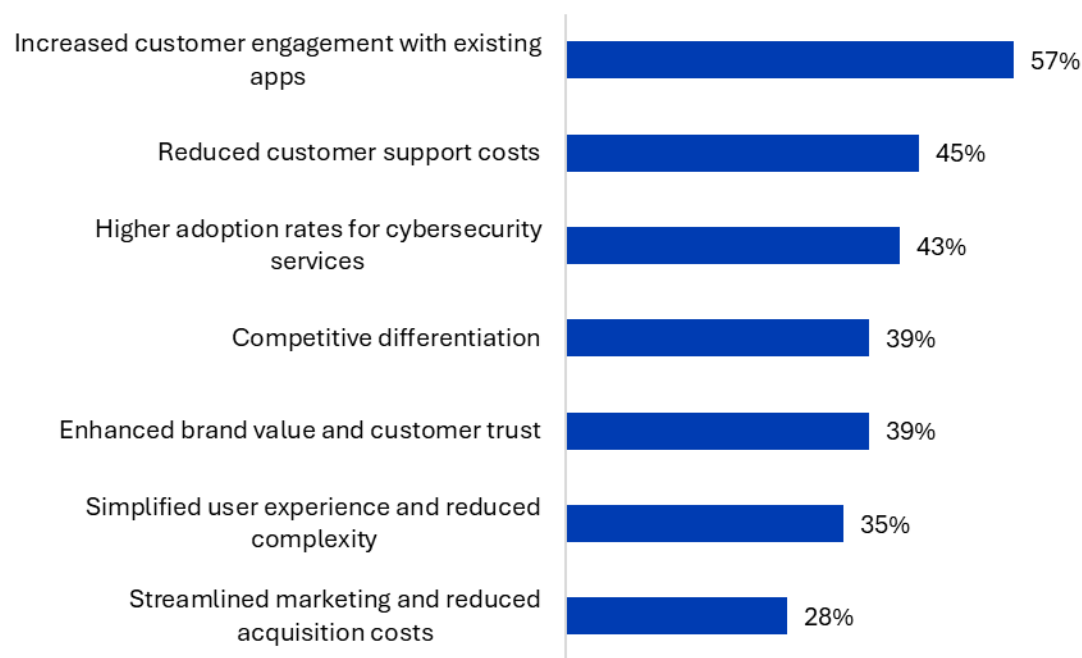 Increased customer engagement with existing
apps
57%
Reduced customer support costs
45%
Higher adoption rates for cybersecurity
services
43%
Competitive differentiation
39%
Enhanced brand value and customer trust
39%
Simplified user experience and reduced
complexity
35%
Streamlined marketing and reduced
acquisition costs
28%